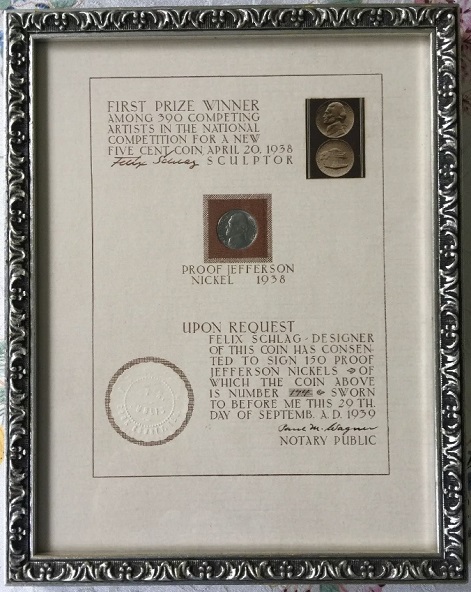 FIRST PRIZE WINNER
AMONG 390 COMPETING
ARTISTS IN THE NATIONAL
COMPETITION FOR A NEW
FIVE CENT COIN APRIL 20, 1938
Felix Schlag SCULPTOR
PROOF JEFFERSON
NICKEL 1938
UPON REQUEST
FELIX SCHLAG - DESIGNER
OF THIS COIN HAS CONSEN-
TED TO SIGN 150 PROOF
JEFFERSON NICKELS OF
WHICH THE COIN ABOVE
IS NUMBER SWORN
TO BEFORE ME THIS 29TH
DAY OF SEPTEMB. A.D. 1939
M. Wagner
NOTARY PUBLIC